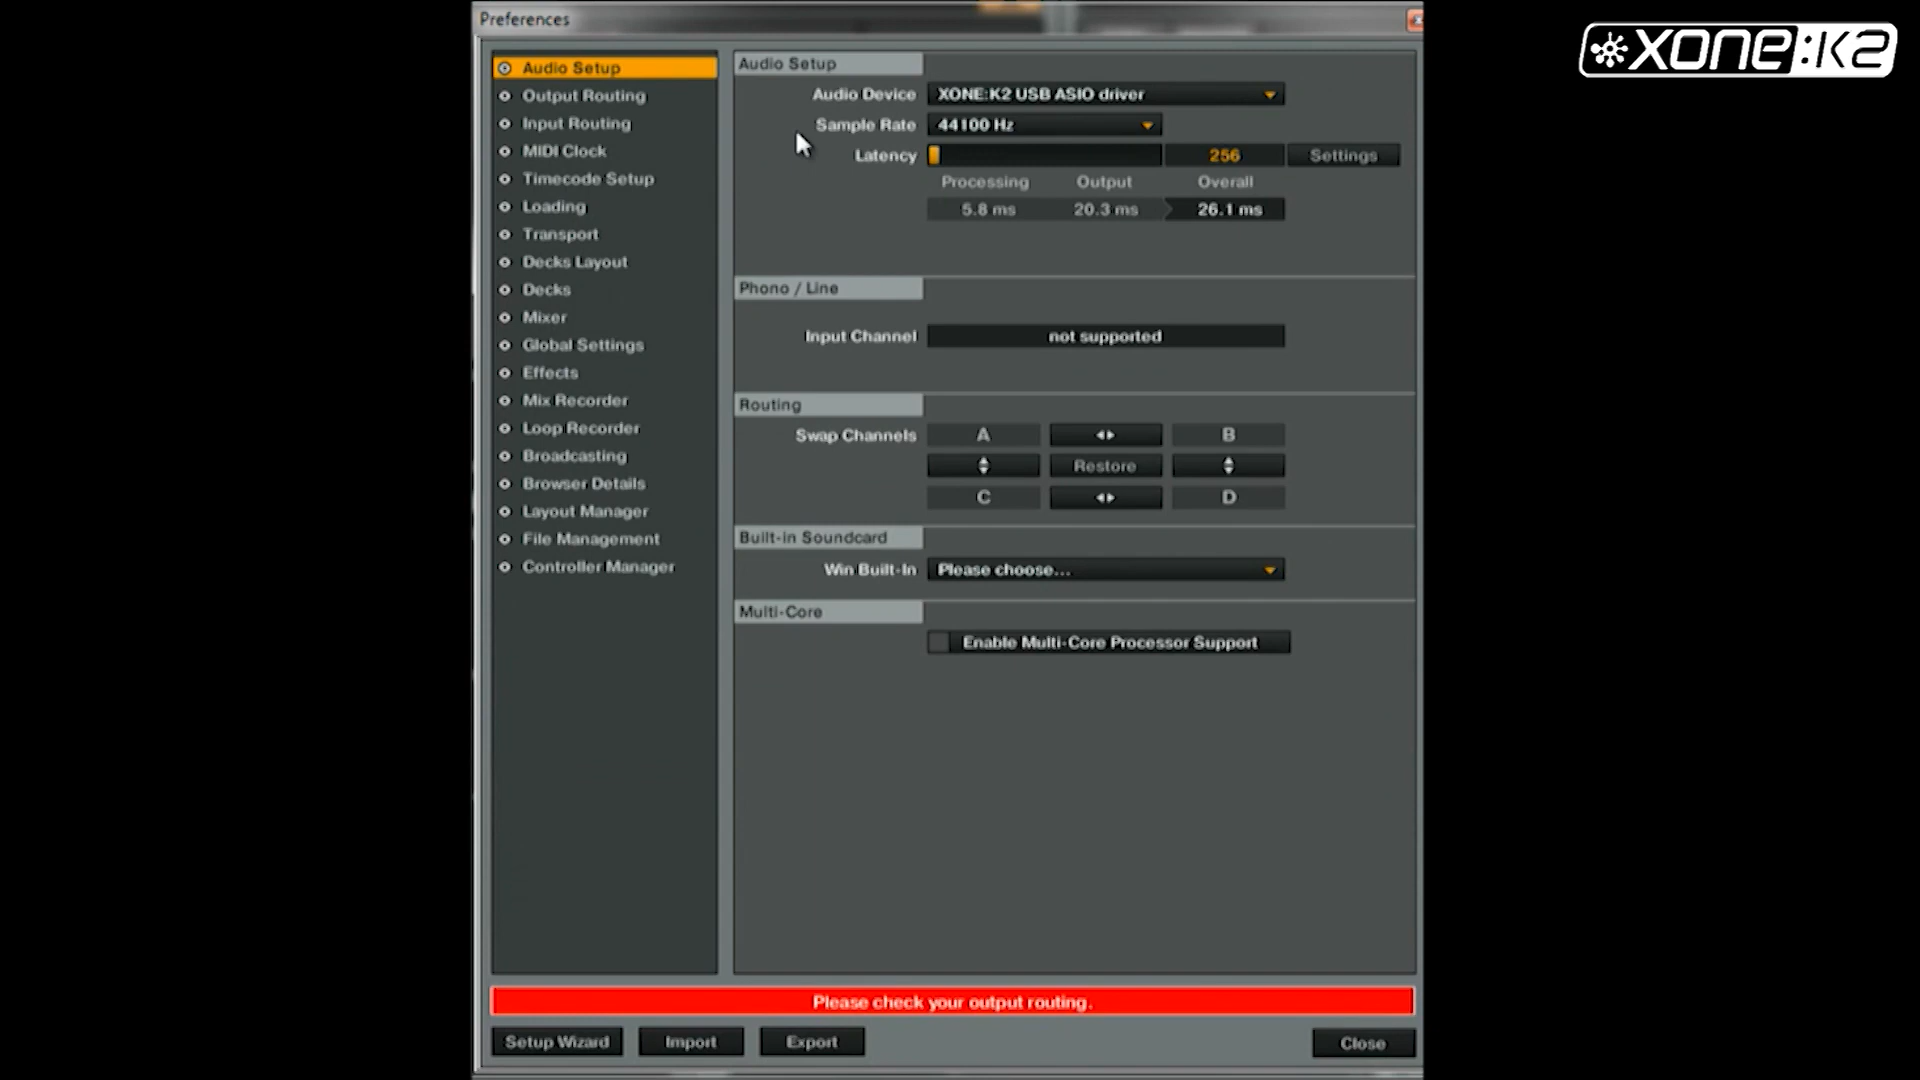 Preferences
XONE:K2
Audio Setup
Output Routing
Input Routing
MIDI Clock
Timecode Setup
Loading
Transport
Decks Layout
Decks
Mixer
Global Settings
Effects
Mix Recorder
Loop Recorder
Broadcasting
Browser Details
Layout Manager
File Management
Controller Manager
Audio Setup
Audio Device XONE:K2 USB ASIO driver
Sample Rate 44100 Hz
Latency 256 Settings
Processing Output Overall
5.8 ms 20.3 ms 26.1 ms
Phono / Line
Input Channel not supported
Routing
Swap Channels A B
Restore
C D
Built-in Soundcard
Win Built-In Please choose...
Multi-Core
Enable Multi-Core Processor Support
Please check your output routing.
Setup Wizard Import Export Close